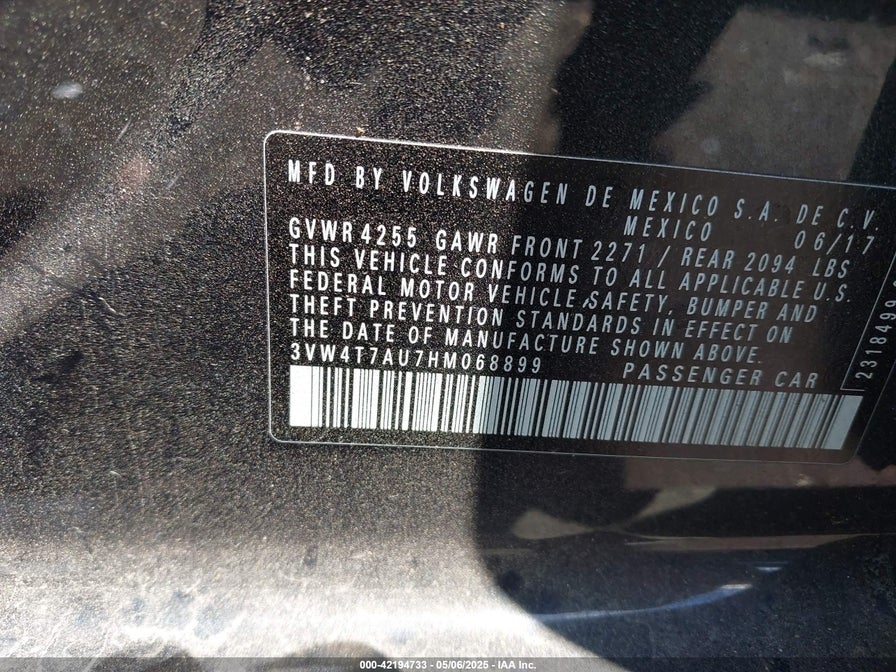 MFD BY VOLKSWAGEN DE MEXICO S.A. DE C.V.
MEXICO 06/17
GVWR 4255 GAWR FRONT 2271 / REAR 2094 LBS
THIS VEHICLE CONFORMS TO ALL APPLICABLE U.S.
FEDERAL MOTOR VEHICLE SAFETY, BUMPER AND
THEFT PREVENTION STANDARDS IN EFFECT ON
THE DATE OF MANUFACTURE SHOWN ABOVE.
3VW4T7AU7HM068899 PASSENGER CAR
2318499
000-42194733 - 05/06/2025 - IAA Inc.